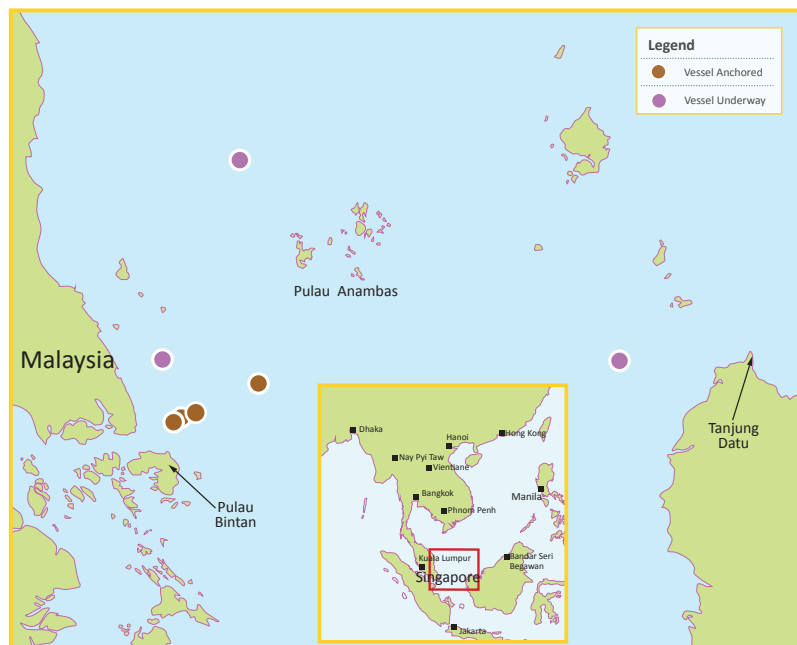 Legend
Vessel Anchored
Vessel Underway
Pulau Anambas
Malaysia
Tanjung
Datu
Pulau
Bintan
Dhaka
Hanoi
Hong Kong
Nay Pyi Taw
Vientiane
Bangkok
Manila
Phnom Penh
Kuala Lumpur
Bandar Seri
Begawan
Singapore
Jakarta